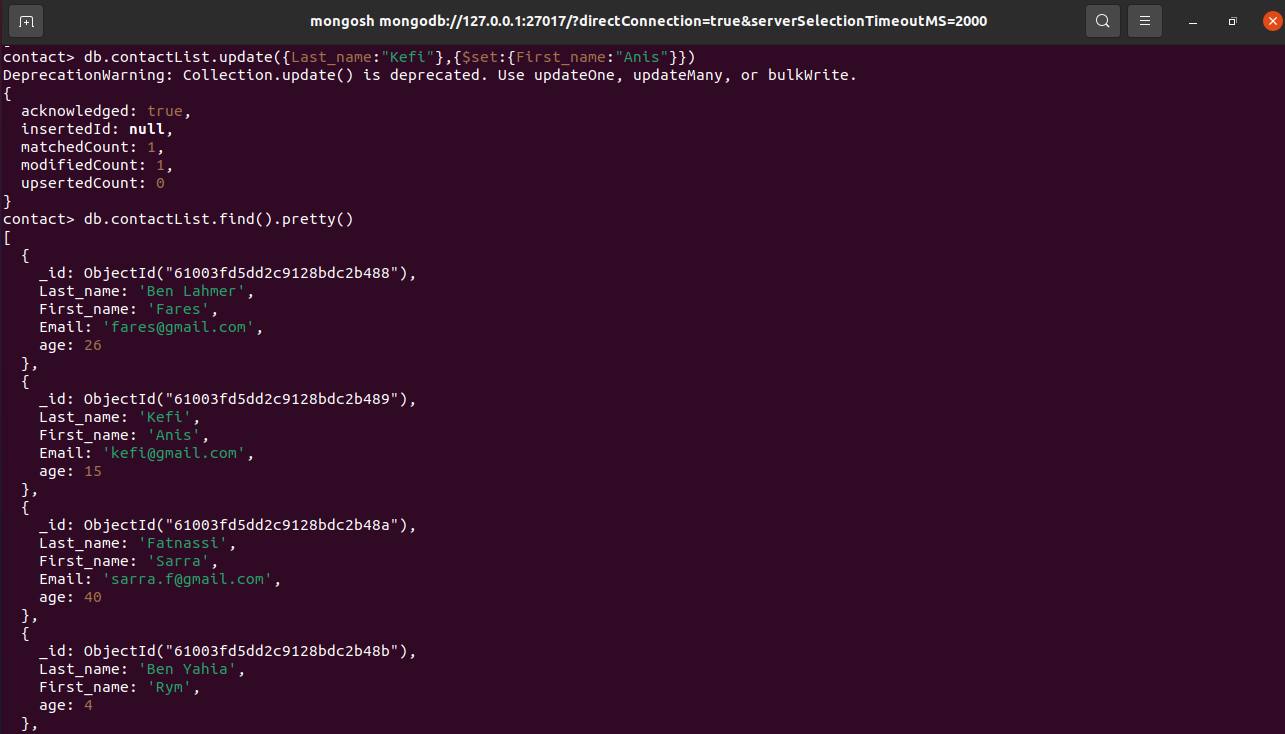 mongosh mongodb://127.0.0.1:27017/?directConnection=true&serverSelectionTimeoutMS=2000
contact> db.contactList.update({Last_name:"Kefi"},{$set:{First_name:"Anis"}})
DeprecationWarning: Collection.update() is deprecated. Use updateOne, updateMany, or bulkWrite.
{
  acknowledged: true,
  insertedId: null,
  matchedCount: 1,
  modifiedCount: 1,
  upsertedCount: 0
}
contact> db.contactList.find().pretty()
[
  {
    _id: ObjectId("61003fd5dd2c9128bdc2b488"),
    Last_name: 'Ben Lahmer',
    First_name: 'Fares',
    Email: 'fares@gmail.com',
    age: 26
  },
  {
    _id: ObjectId("61003fd5dd2c9128bdc2b489"),
    Last_name: 'Kefi',
    First_name: 'Anis',
    Email: 'kefi@gmail.com',
    age: 15
  },
  {
    _id: ObjectId("61003fd5dd2c9128bdc2b48a"),
    Last_name: 'Fatnassi',
    First_name: 'Sarra',
    Email: 'sarra.f@gmail.com',
    age: 40
  },
  {
    _id: ObjectId("61003fd5dd2c9128bdc2b48b"),
    Last_name: 'Ben Yahia',
    First_name: 'Rym',
    age: 4
  },